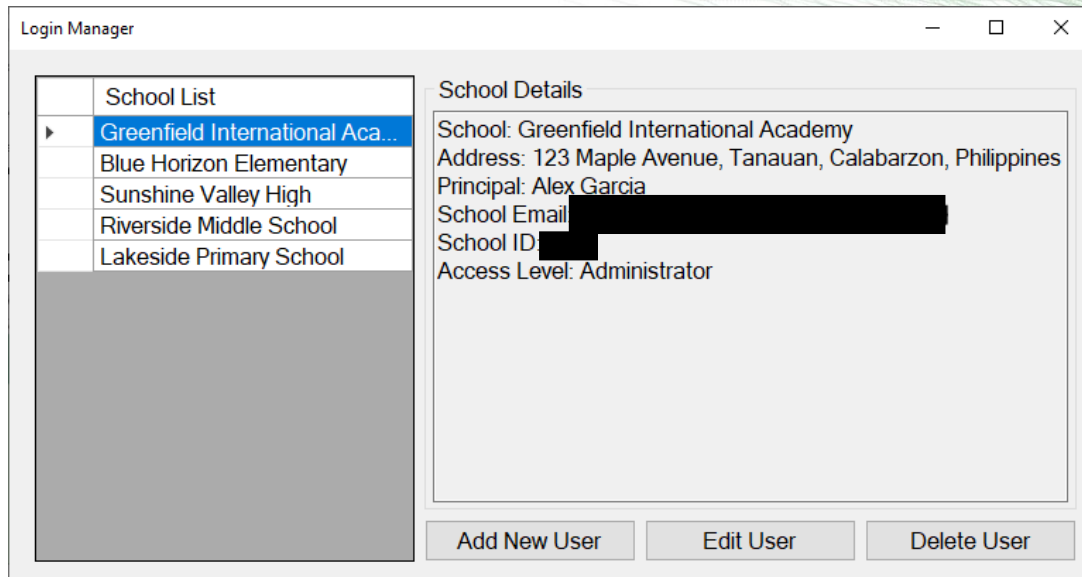 Login Manager
School List
Greenfield International Aca...
Blue Horizon Elementary
Sunshine Valley High
Riverside Middle School
Lakeside Primary School
School Details
School: Greenfield International Academy
Address: 123 Maple Avenue, Tanauan, Calabarzon, Philippines
Principal: Alex Garcia
School Email:
School ID:
Access Level: Administrator
Add New User
Edit User
Delete User